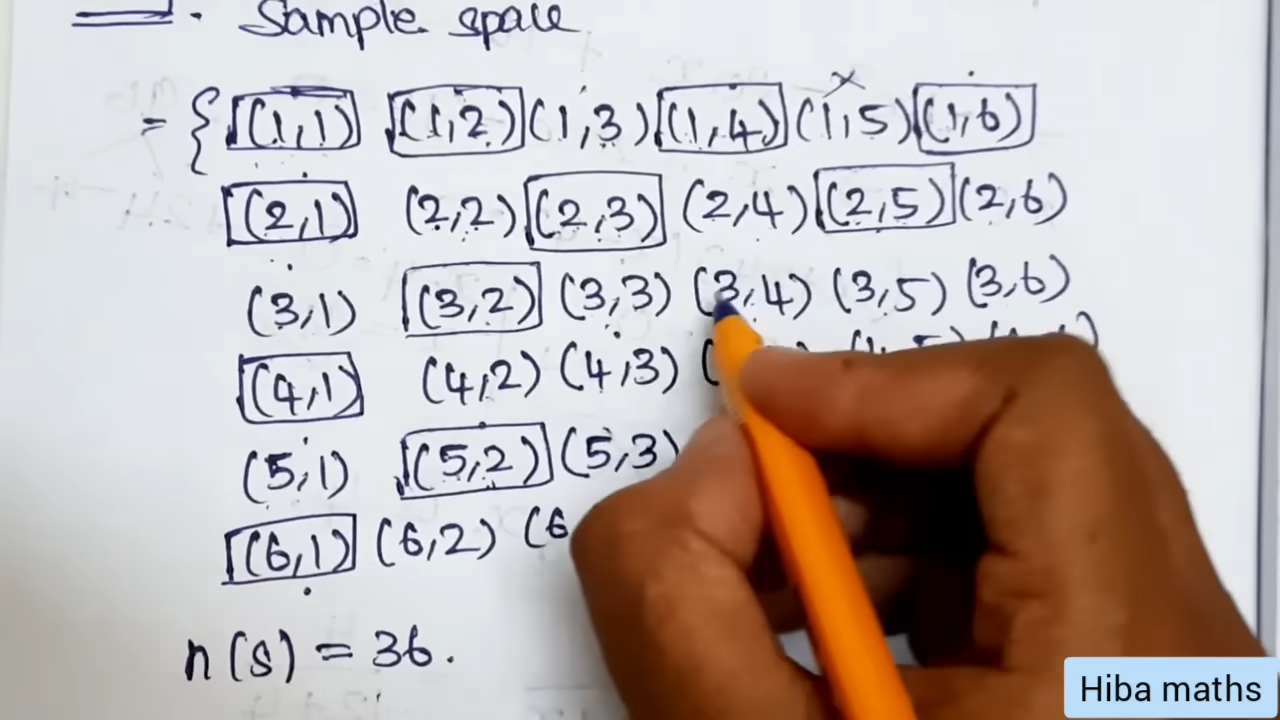 Sample space
= { (1,1) (1,2) (1,3) (1,4) (1,5) (1,6)
(2,1) (2,2) (2,3) (2,4) (2,5) (2,6)
(3,1) (3,2) (3,3) (3,4) (3,5) (3,6)
(4,1) (4,2) (4,3)
(5,1) (5,2) (5,3)
(6,1) (6,2) (6
n(s) = 36.
Hiba maths